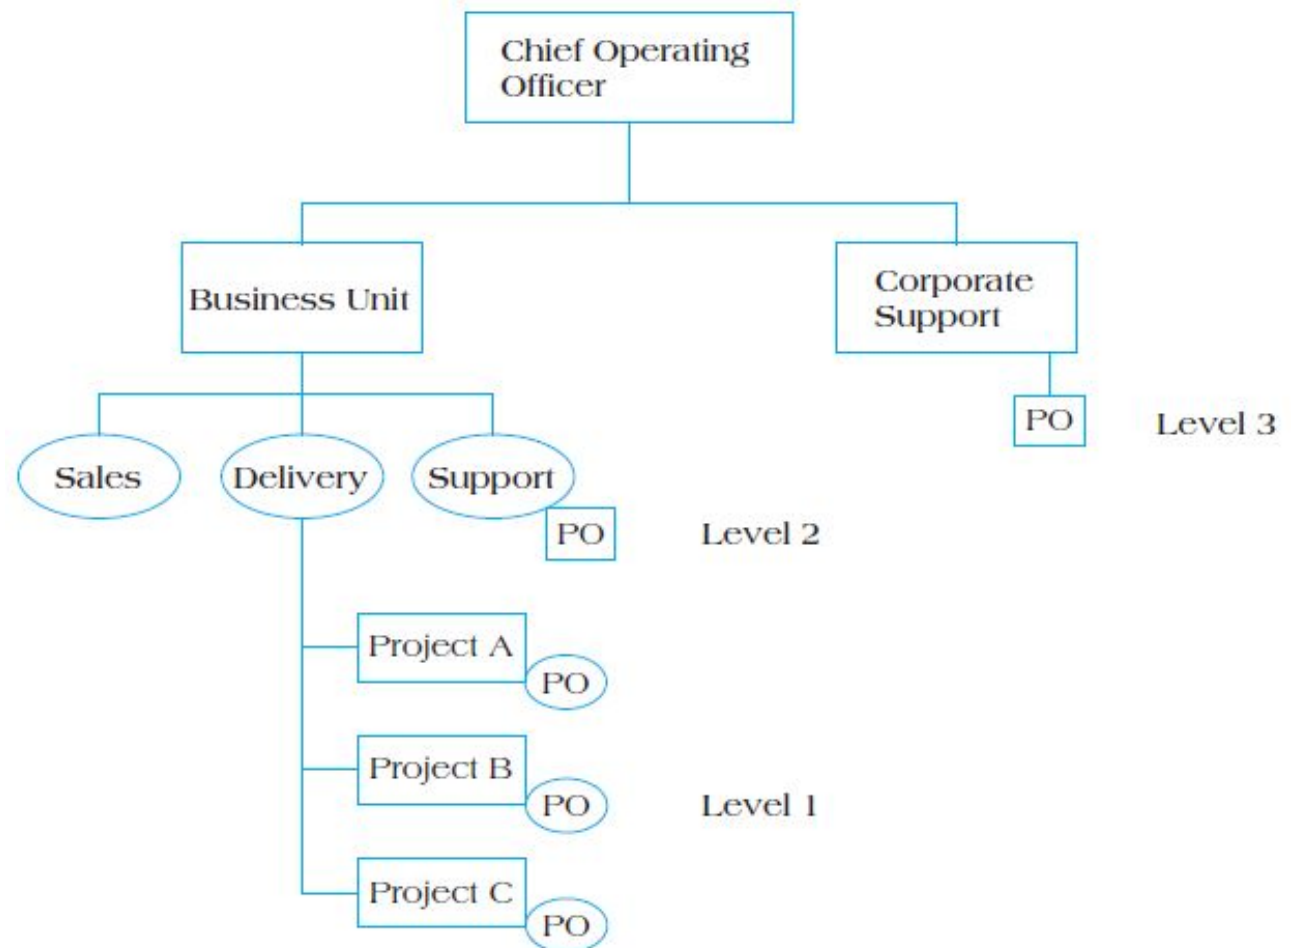 Chief Operating
Officer
Business Unit
Corporate
Support
PO
Level 3
Sales
Delivery
Support
PO
Level 2
Project A
PO
Project B
PO
Level 1
Project C
PO